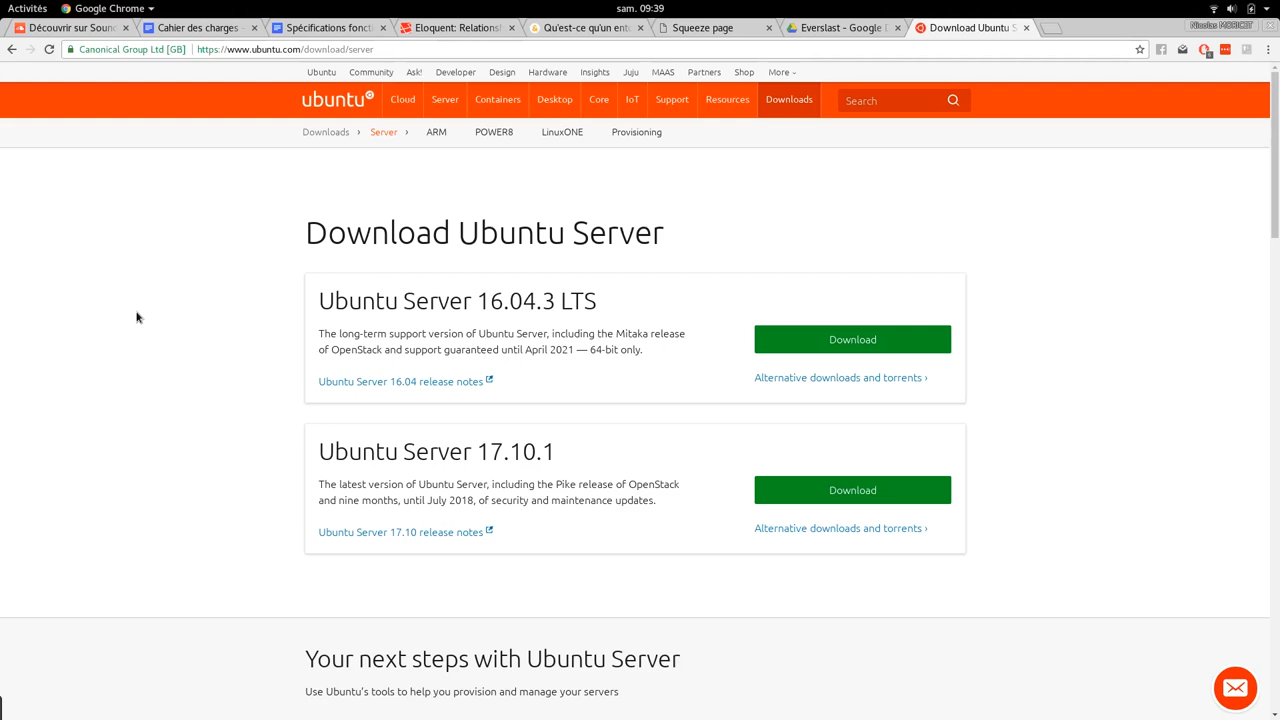 Activités Google Chrome sam. 09:39
Découvrir sur Soun Cahier des charges - Spécifications fonct Eloquent: Relations Qu'est-ce qu'un ent Squeeze page Everslast - Google D Download Ubuntu S Nicolas
Canonical Group Ltd [GB] https://www.ubuntu.com/download/server
Ubuntu Community Ask! Developer Design Hardware Insights Juju MAAS Partners Shop More
ubuntu Cloud Server Containers Desktop Core IoT Support Resources Downloads Search
Downloads › Server › ARM POWER8 LinuxONE Provisioning
Download Ubuntu Server
Ubuntu Server 16.04.3 LTS
The long-term support version of Ubuntu Server, including the Mitaka release
of OpenStack and support guaranteed until April 2021 — 64-bit only.
Download
Ubuntu Server 16.04 release notes
Alternative downloads and torrents ›
Ubuntu Server 17.10.1
The latest version of Ubuntu Server, including the Pike release of OpenStack
and nine months, until July 2018, of security and maintenance updates.
Download
Ubuntu Server 17.10 release notes
Alternative downloads and torrents ›
Your next steps with Ubuntu Server
Use Ubuntu's tools to help you provision and manage your servers